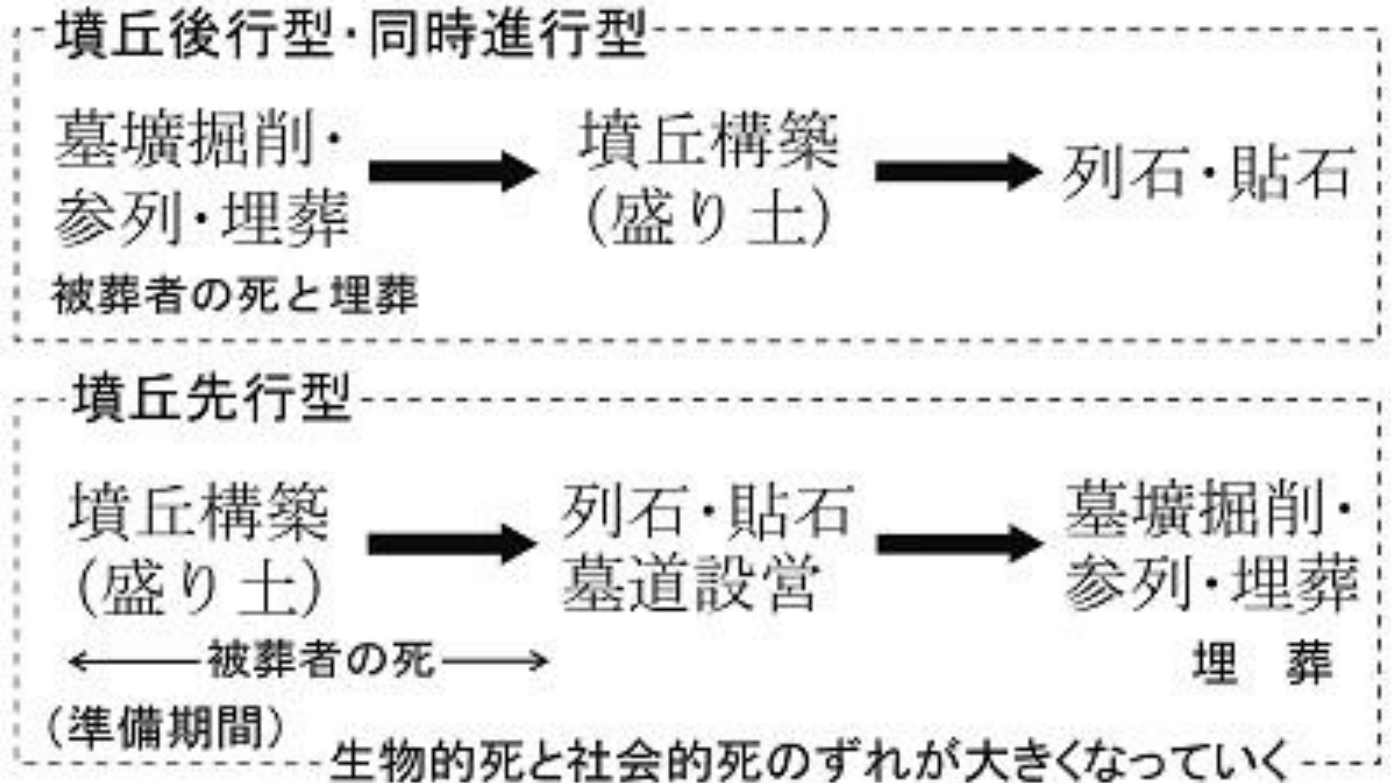 墳丘後行型・同時進行型
墓壙掘削・
参列・埋葬
墳丘構築
(盛り土)
列石・貼石
被葬者の死と埋葬
墳丘先行型
墳丘構築
(盛り土)
列石・貼石
墓道設営
墓壙掘削・
参列・埋葬
被葬者の死
埋 葬
(準備期間)
生物的死と社会的死のずれが大きくなっていく